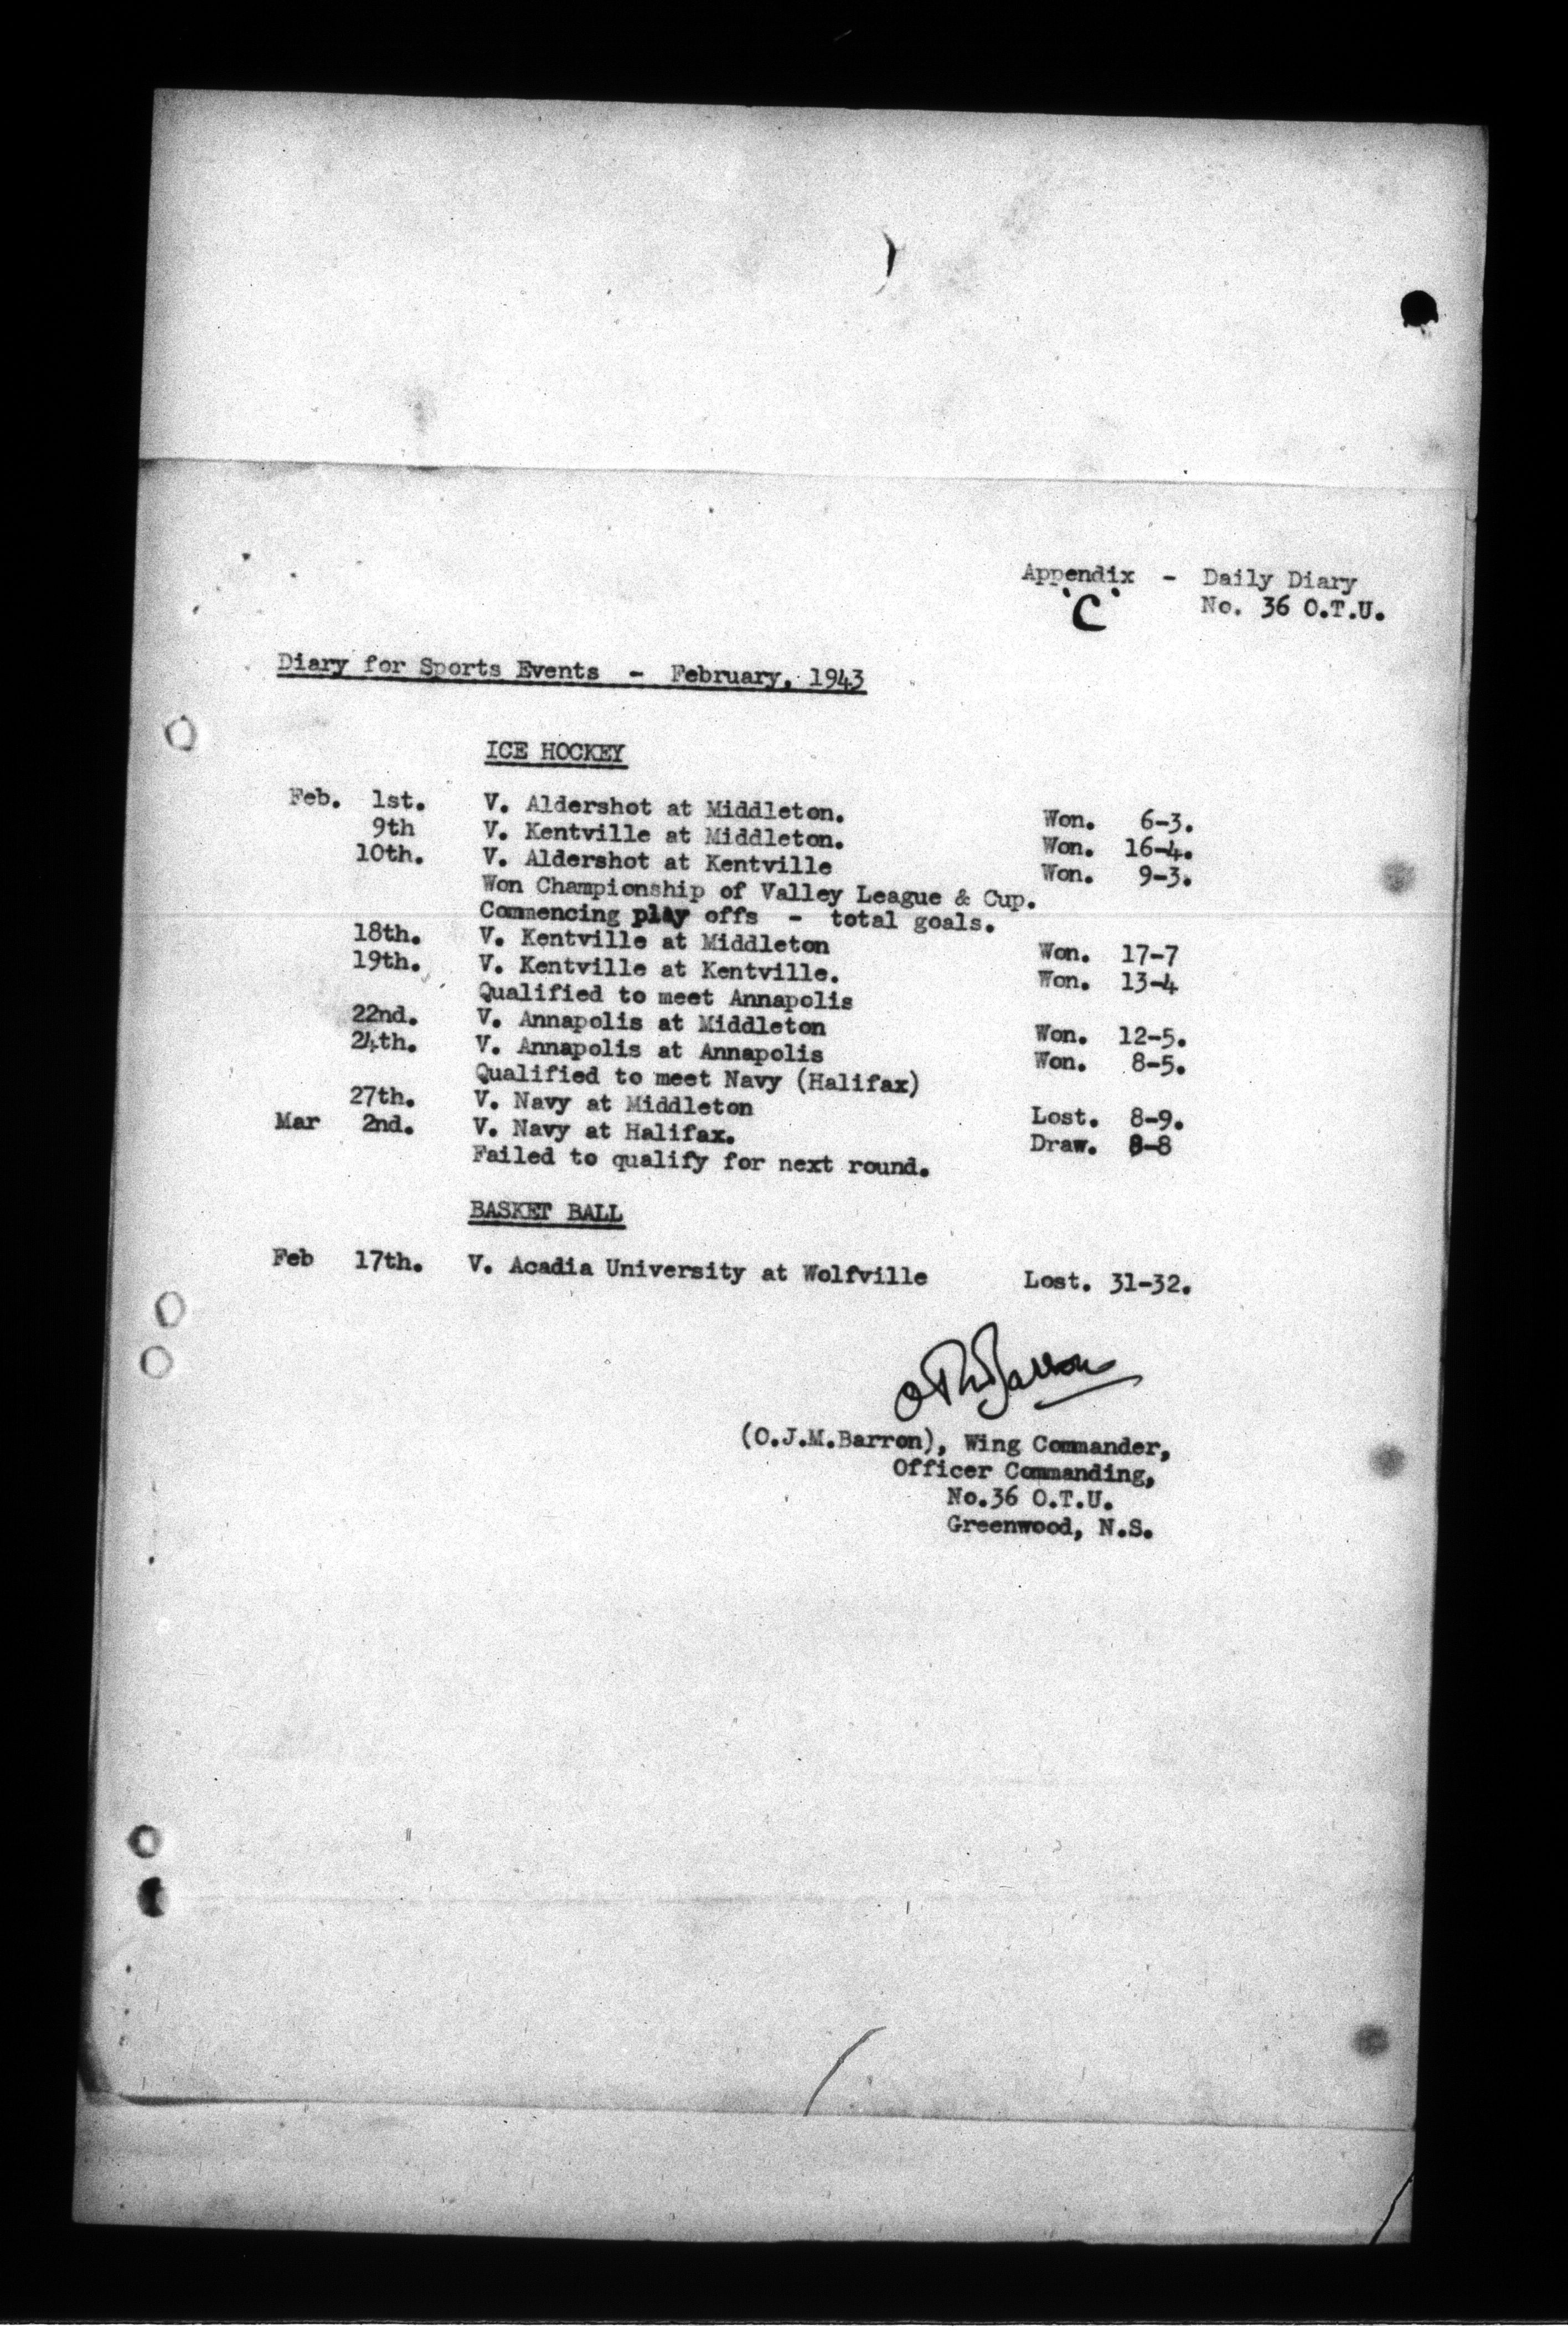 Appendix - Daily Diary
"C" No. 36 O.T.U.
Diary for Sports Events - February, 1943
ICE HOCKEY
Feb. 1st. V. Aldershot at Middleton. Won. 6-3.
9th V. Kentville at Middleton. Won. 16-4.
10th. V. Aldershot at Kentville Won. 9-3.
Won Championship of Valley League & Cup.
Commencing play offs - total goals.
18th. V. Kentville at Middleton Won. 17-7
19th. V. Kentville at Kentville. Won. 13-4
Qualified to meet Annapolis
22nd. V. Annapolis at Middleton Won. 12-5.
24th. V. Annapolis at Annapolis Won. 8-5.
Qualified to meet Navy (Halifax)
27th. V. Navy at Middleton Lost. 8-9.
Mar 2nd. V. Navy at Halifax. Draw. 8-8
Failed to qualify for next round.
BASKET BALL
Feb 17th. V. Acadia University at Wolfville Lost. 31-32.
OJMBarron
(O.J.M.Barron), Wing Commander,
Officer Commanding,
No.36 O.T.U.
Greenwood, N.S.